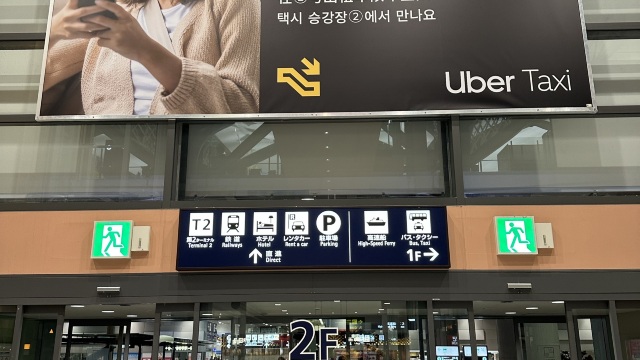 택시 승강장②에서 만나요
Uber Taxi
T2 P
第2ターミナル 鉄道 ホテル レンタカー 駐車場 高速船 バス・タクシー
Terminal 2 Railways Hotel Rent a car Parking High-Speed Ferry Bus, Taxi
↑ 直進 Direct 1F→
2F